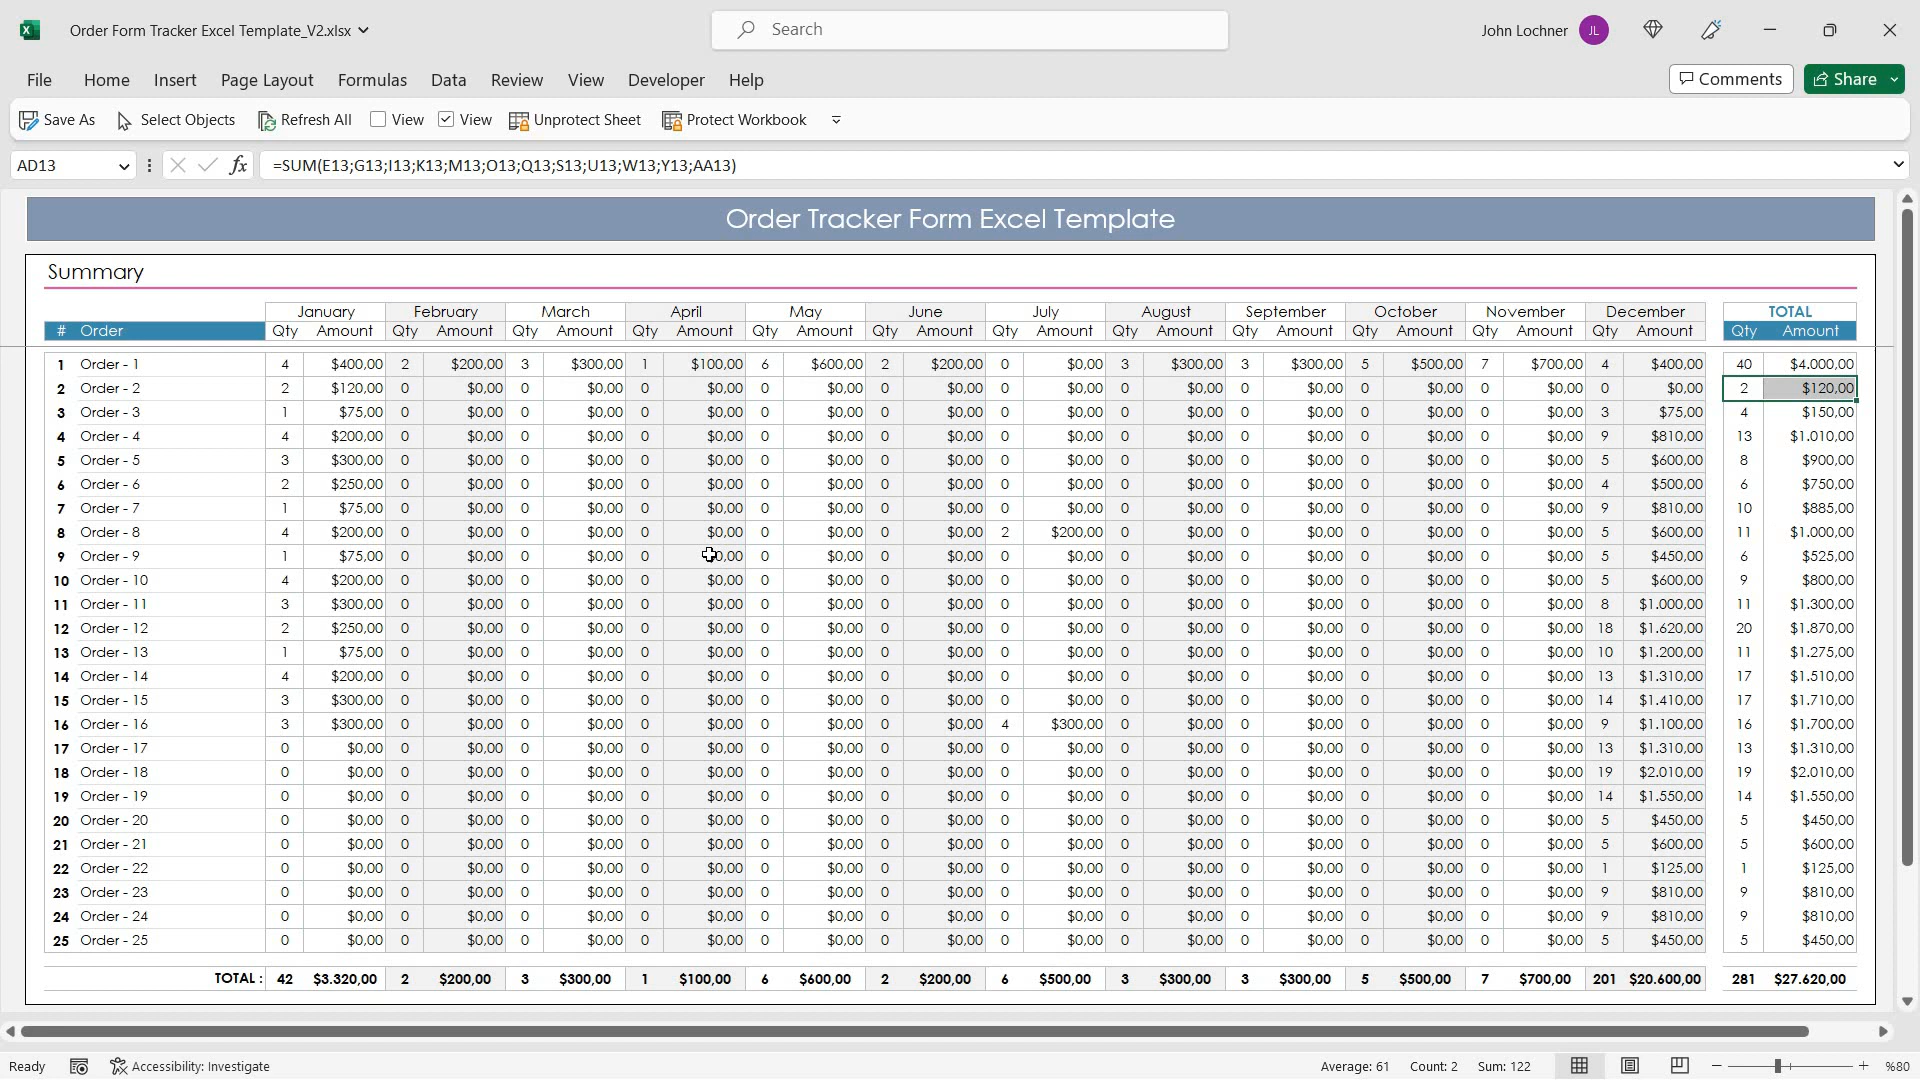 Order Form Tracker Excel Template_V2.xlsx
Search
John Lochner JL
File Home Insert Page Layout Formulas Data Review View Developer Help
Comments Share
Save As Select Objects Refresh All View View Unprotect Sheet Protect Workbook
AD13 fx =SUM(E13;G13;I13;K13;M13;O13;Q13;S13;U13;W13;Y13;AA13)
Order Tracker Form Excel Template
Summary
January February March April May June July August September October November December TOTAL
# Order Qty Amount Qty Amount Qty Amount Qty Amount Qty Amount Qty Amount Qty Amount Qty Amount Qty Amount Qty Amount Qty Amount Qty Amount Qty Amount
1 Order - 1 4 $400,00 2 $200,00 3 $300,00 1 $100,00 6 $600,00 2 $200,00 0 $0,00 3 $300,00 3 $300,00 5 $500,00 7 $700,00 4 $400,00 40 $4.000,00
2 Order - 2 2 $120,00 0 $0,00 0 $0,00 0 $0,00 0 $0,00 0 $0,00 0 $0,00 0 $0,00 0 $0,00 0 $0,00 0 $0,00 0 $0,00 2 $120,00
3 Order - 3 1 $75,00 0 $0,00 0 $0,00 0 $0,00 0 $0,00 0 $0,00 0 $0,00 0 $0,00 0 $0,00 0 $0,00 0 $0,00 3 $75,00 4 $150,00
4 Order - 4 4 $200,00 0 $0,00 0 $0,00 0 $0,00 0 $0,00 0 $0,00 0 $0,00 0 $0,00 0 $0,00 0 $0,00 0 $0,00 9 $810,00 13 $1.010,00
5 Order - 5 3 $300,00 0 $0,00 0 $0,00 0 $0,00 0 $0,00 0 $0,00 0 $0,00 0 $0,00 0 $0,00 0 $0,00 0 $0,00 5 $600,00 8 $900,00
6 Order - 6 2 $250,00 0 $0,00 0 $0,00 0 $0,00 0 $0,00 0 $0,00 0 $0,00 0 $0,00 0 $0,00 0 $0,00 0 $0,00 4 $500,00 6 $750,00
7 Order - 7 1 $75,00 0 $0,00 0 $0,00 0 $0,00 0 $0,00 0 $0,00 0 $0,00 0 $0,00 0 $0,00 0 $0,00 0 $0,00 9 $810,00 10 $885,00
8 Order - 8 4 $200,00 0 $0,00 0 $0,00 0 $0,00 0 $0,00 0 $0,00 2 $200,00 0 $0,00 0 $0,00 0 $0,00 0 $0,00 5 $600,00 11 $1.000,00
9 Order - 9 1 $75,00 0 $0,00 0 $0,00 0 0 $0,00 0 $0,00 0 $0,00 0 $0,00 0 $0,00 0 $0,00 0 $0,00 5 $450,00 6 $525,00
10 Order - 10 4 $200,00 0 $0,00 0 $0,00 0 $0,00 0 $0,00 0 $0,00 0 $0,00 0 $0,00 0 $0,00 0 $0,00 0 $0,00 5 $600,00 9 $800,00
11 Order - 11 3 $300,00 0 $0,00 0 $0,00 0 $0,00 0 $0,00 0 $0,00 0 $0,00 0 $0,00 0 $0,00 0 $0,00 0 $0,00 8 $1.000,00 11 $1.300,00
12 Order - 12 2 $250,00 0 $0,00 0 $0,00 0 $0,00 0 $0,00 0 $0,00 0 $0,00 0 $0,00 0 $0,00 0 $0,00 0 $0,00 18 $1.620,00 20 $1.870,00
13 Order - 13 1 $75,00 0 $0,00 0 $0,00 0 $0,00 0 $0,00 0 $0,00 0 $0,00 0 $0,00 0 $0,00 0 $0,00 0 $0,00 10 $1.200,00 11 $1.275,00
14 Order - 14 4 $200,00 0 $0,00 0 $0,00 0 $0,00 0 $0,00 0 $0,00 0 $0,00 0 $0,00 0 $0,00 0 $0,00 0 $0,00 13 $1.310,00 17 $1.510,00
15 Order - 15 3 $300,00 0 $0,00 0 $0,00 0 $0,00 0 $0,00 0 $0,00 0 $0,00 0 $0,00 0 $0,00 0 $0,00 0 $0,00 14 $1.410,00 17 $1.710,00
16 Order - 16 3 $300,00 0 $0,00 0 $0,00 0 $0,00 0 $0,00 0 $0,00 4 $300,00 0 $0,00 0 $0,00 0 $0,00 0 $0,00 9 $1.100,00 16 $1.700,00
17 Order - 17 0 $0,00 0 $0,00 0 $0,00 0 $0,00 0 $0,00 0 $0,00 0 $0,00 0 $0,00 0 $0,00 0 $0,00 0 $0,00 13 $1.310,00 13 $1.310,00
18 Order - 18 0 $0,00 0 $0,00 0 $0,00 0 $0,00 0 $0,00 0 $0,00 0 $0,00 0 $0,00 0 $0,00 0 $0,00 0 $0,00 19 $2.010,00 19 $2.010,00
19 Order - 19 0 $0,00 0 $0,00 0 $0,00 0 $0,00 0 $0,00 0 $0,00 0 $0,00 0 $0,00 0 $0,00 0 $0,00 0 $0,00 14 $1.550,00 14 $1.550,00
20 Order - 20 0 $0,00 0 $0,00 0 $0,00 0 $0,00 0 $0,00 0 $0,00 0 $0,00 0 $0,00 0 $0,00 0 $0,00 0 $0,00 5 $450,00 5 $450,00
21 Order - 21 0 $0,00 0 $0,00 0 $0,00 0 $0,00 0 $0,00 0 $0,00 0 $0,00 0 $0,00 0 $0,00 0 $0,00 0 $0,00 5 $600,00 5 $600,00
22 Order - 22 0 $0,00 0 $0,00 0 $0,00 0 $0,00 0 $0,00 0 $0,00 0 $0,00 0 $0,00 0 $0,00 0 $0,00 0 $0,00 1 $125,00 1 $125,00
23 Order - 23 0 $0,00 0 $0,00 0 $0,00 0 $0,00 0 $0,00 0 $0,00 0 $0,00 0 $0,00 0 $0,00 0 $0,00 0 $0,00 9 $810,00 9 $810,00
24 Order - 24 0 $0,00 0 $0,00 0 $0,00 0 $0,00 0 $0,00 0 $0,00 0 $0,00 0 $0,00 0 $0,00 0 $0,00 0 $0,00 9 $810,00 9 $810,00
25 Order - 25 0 $0,00 0 $0,00 0 $0,00 0 $0,00 0 $0,00 0 $0,00 0 $0,00 0 $0,00 0 $0,00 0 $0,00 0 $0,00 5 $450,00 5 $450,00
TOTAL : 42 $3.320,00 2 $200,00 3 $300,00 1 $100,00 6 $600,00 2 $200,00 6 $500,00 3 $300,00 3 $300,00 5 $500,00 7 $700,00 201 $20.600,00 281 $27.620,00
Ready Accessibility: Investigate Average: 61 Count: 2 Sum: 122 %80